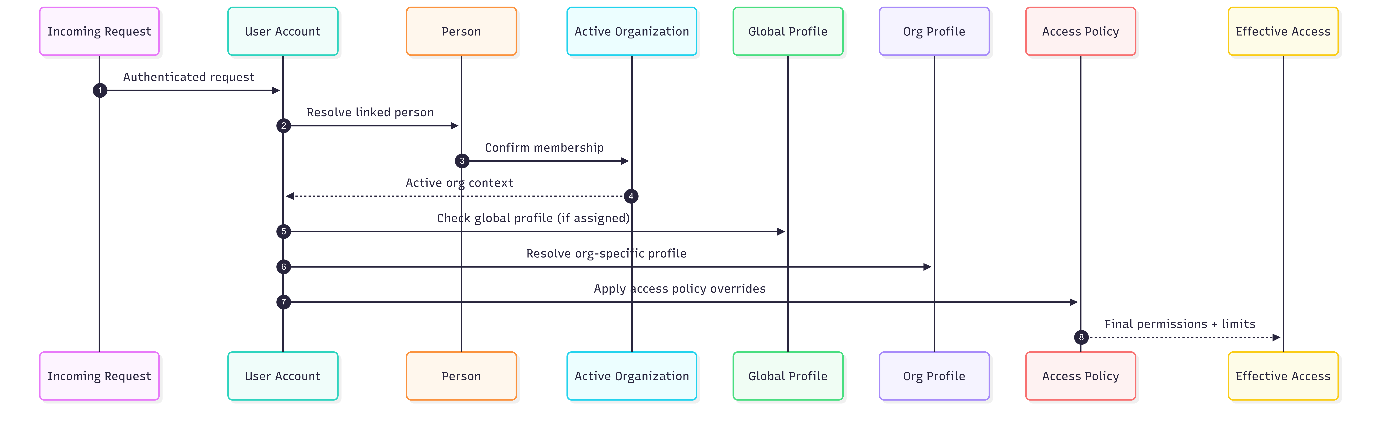 Incoming Request
User Account
Person
Active Organization
Global Profile
Org Profile
Access Policy
Effective Access
Authenticated request
1
Resolve linked person
2
Confirm membership
3
Active org context
4
Check global profile (if assigned)
5
Resolve org-specific profile
6
Apply access policy overrides
7
Final permissions + limits
8
Incoming Request
User Account
Person
Active Organization
Global Profile
Org Profile
Access Policy
Effective Access